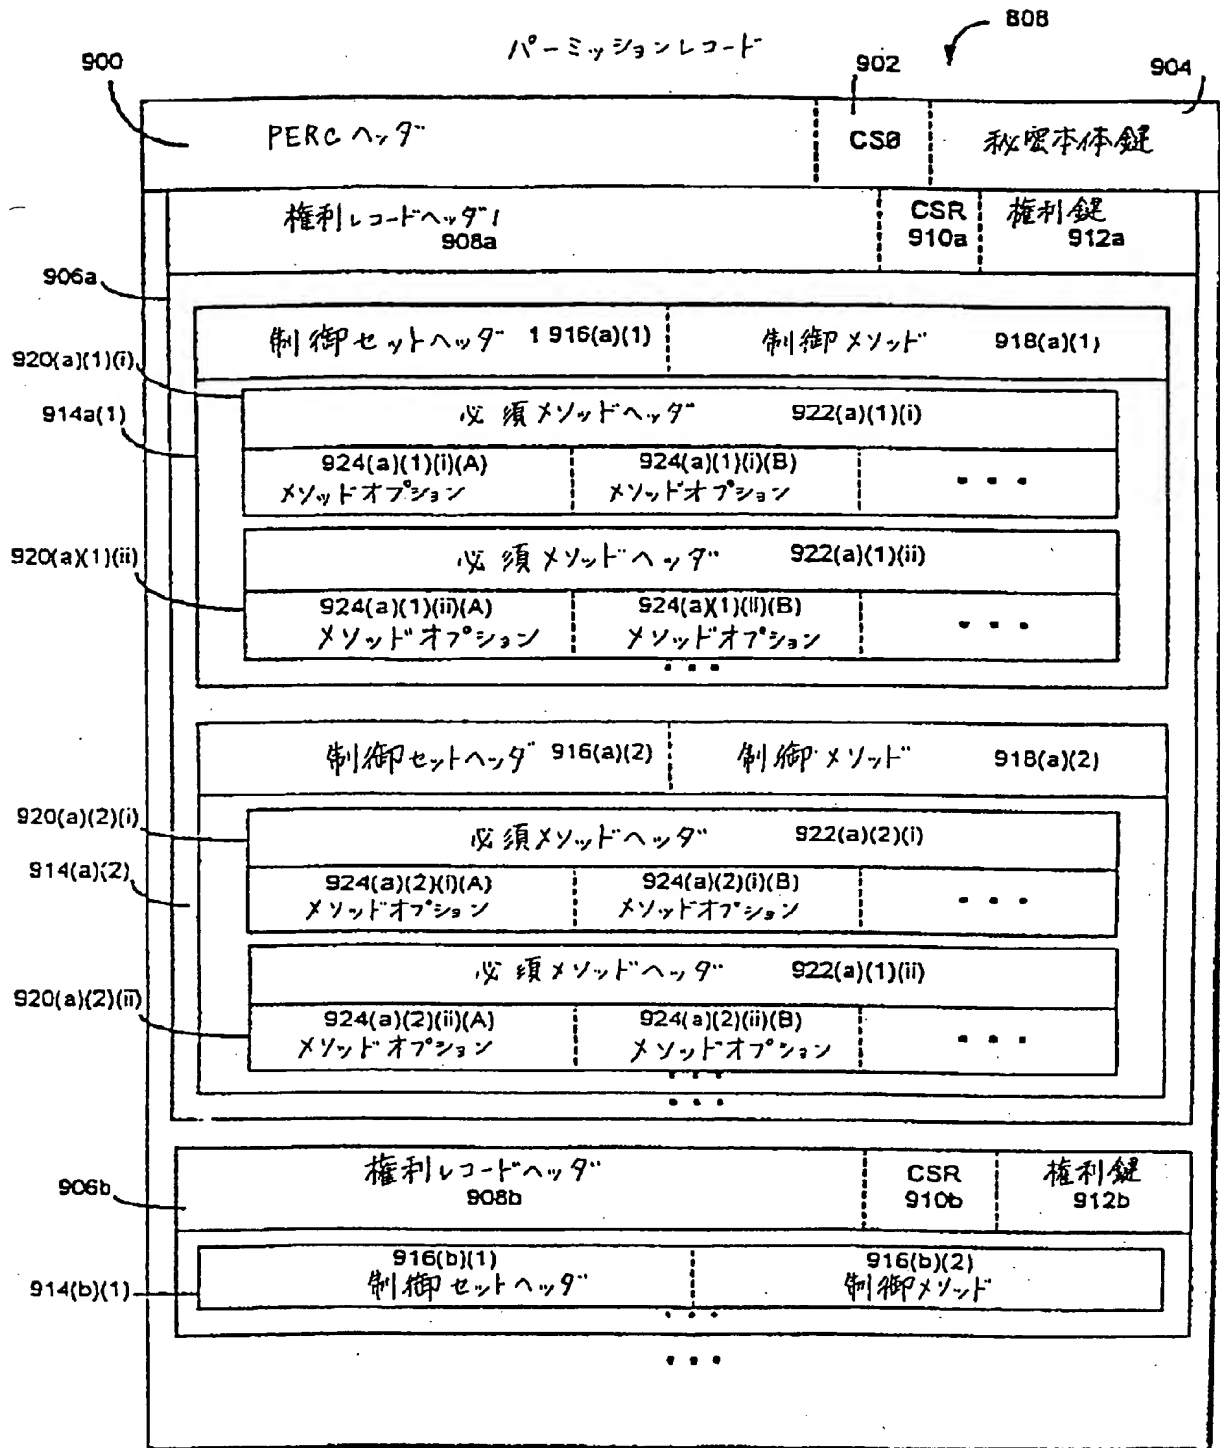 808
パーミッションレコード
900
902
904
PERCヘッダ
CS0
秘密本体鍵
権利レコードヘッダ1
908a
CSR
910a
権利鍵
912a
906a
制御セットヘッダ 1 916(a)(1)
制御メソッド 918(a)(1)
920(a)(1)(i)
必須メソッドヘッダ 922(a)(1)(i)
914a(1)
924(a)(1)(i)(A)
メソッドオプション
924(a)(1)(i)(B)
メソッドオプション
• • •
920(a)(1)(ii)
必須メソッドヘッダ 922(a)(1)(ii)
924(a)(1)(ii)(A)
メソッドオプション
924(a)(1)(ii)(B)
メソッドオプション
• • •
• • •
制御セットヘッダ 916(a)(2)
制御メソッド 918(a)(2)
920(a)(2)(i)
必須メソッドヘッダ 922(a)(2)(i)
914(a)(2)
924(a)(2)(i)(A)
メソッドオプション
924(a)(2)(i)(B)
メソッドオプション
• • •
必須メソッドヘッダ 922(a)(1)(ii)
920(a)(2)(ii)
924(a)(2)(ii)(A)
メソッドオプション
924(a)(2)(ii)(B)
メソッドオプション
• • •
• • •
• • •
権利レコードヘッダ
908b
CSR
910b
権利鍵
912b
906b
914(b)(1)
916(b)(1)
制御セットヘッダ
916(b)(2)
制御メソッド
• • •
• • •